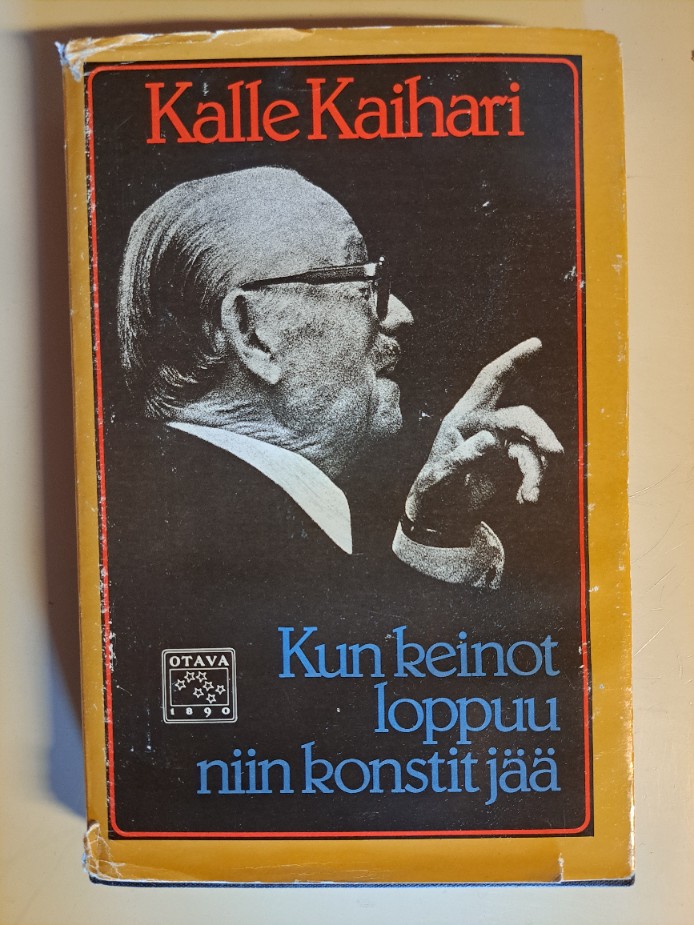 Kalle Kaihari
OTAVA
1890
Kun keinot
loppuu
niin konstit jää